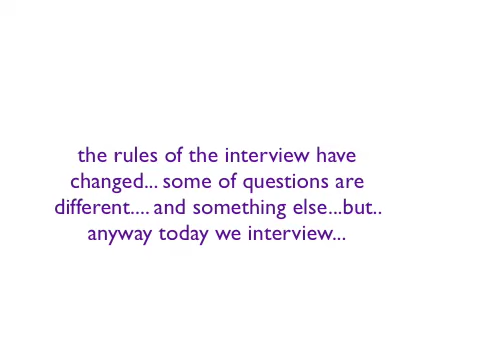 the rules of the interview have
changed... some of questions are
different.... and something else...but..
anyway today we interview...